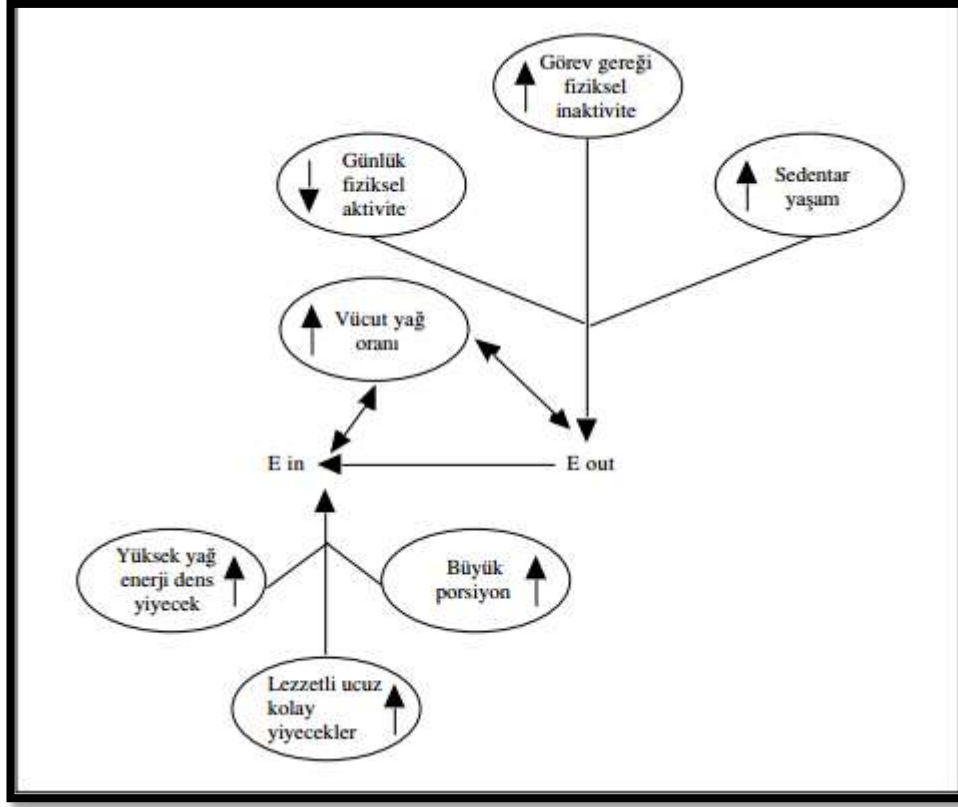 Görev gereği
fiziksel
inaktivite
Günlük
fiziksel
aktivite
Sedentar
yaşam
Vücut yağ
oranı
E in
E out
Yüksek yağ
enerji dens
yiyecek
Büyük
porsiyon
Lezzetli ucuz
kolay
yiyecekler